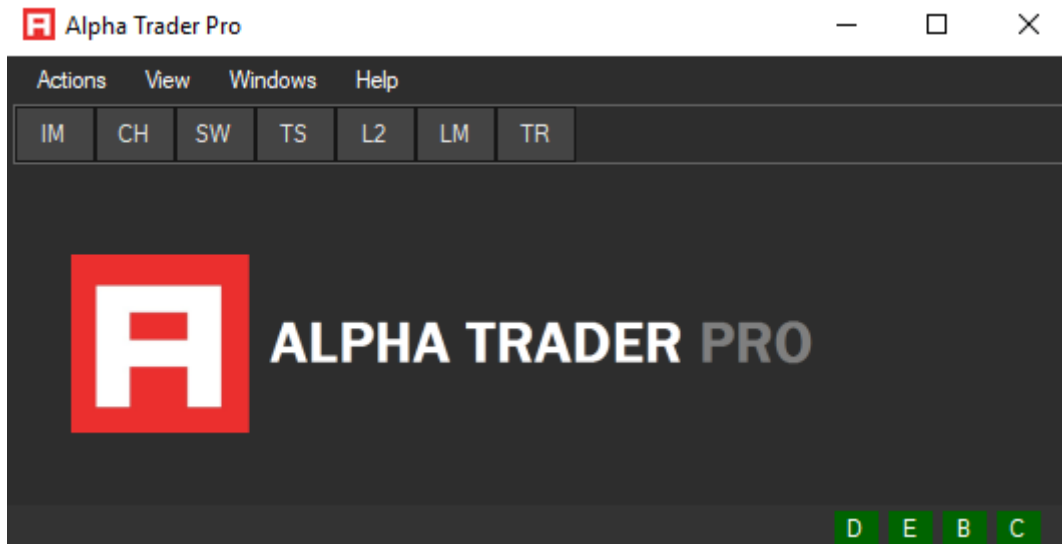 Alpha Trader Pro
Actions View Windows Help
IM CH SW TS L2 LM TR
ALPHA TRADER PRO
D E B C